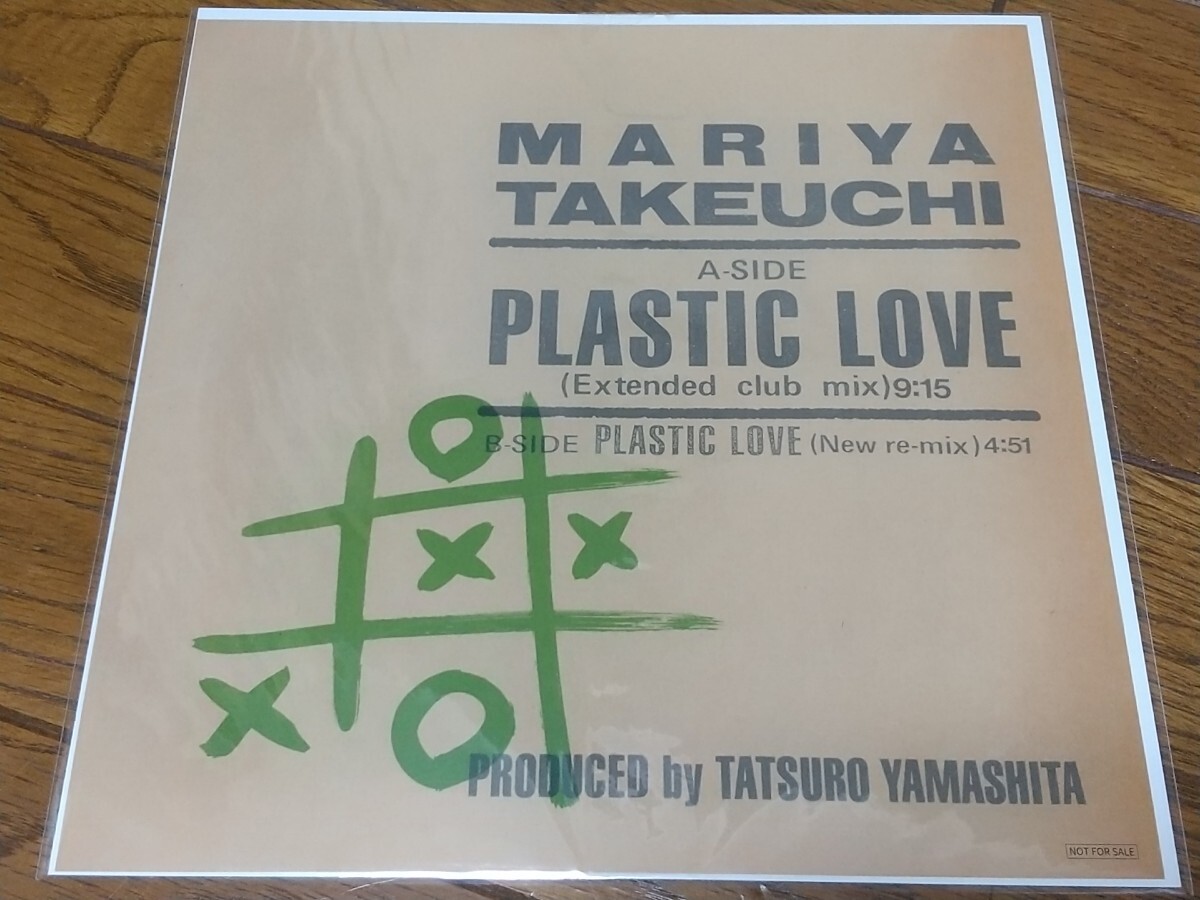 MARIYA
TAKEUCHI
A-SIDE
PLASTIC LOVE
(Extended club mix)9:15
B-SIDE PLASTIC LOVE (New re-mix)4:51
PRODUCED by TATSURO YAMASHITA
NOT FOR SALE